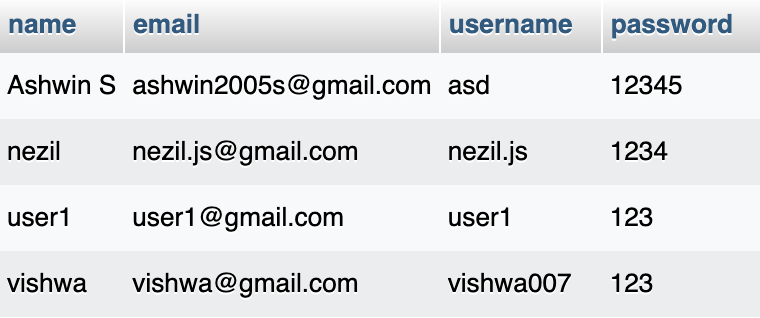 name email username password
Ashwin S ashwin2005s@gmail.com asd 12345
nezil nezil.js@gmail.com nezil.js 1234
user1 user1@gmail.com user1 123
vishwa vishwa@gmail.com vishwa007 123